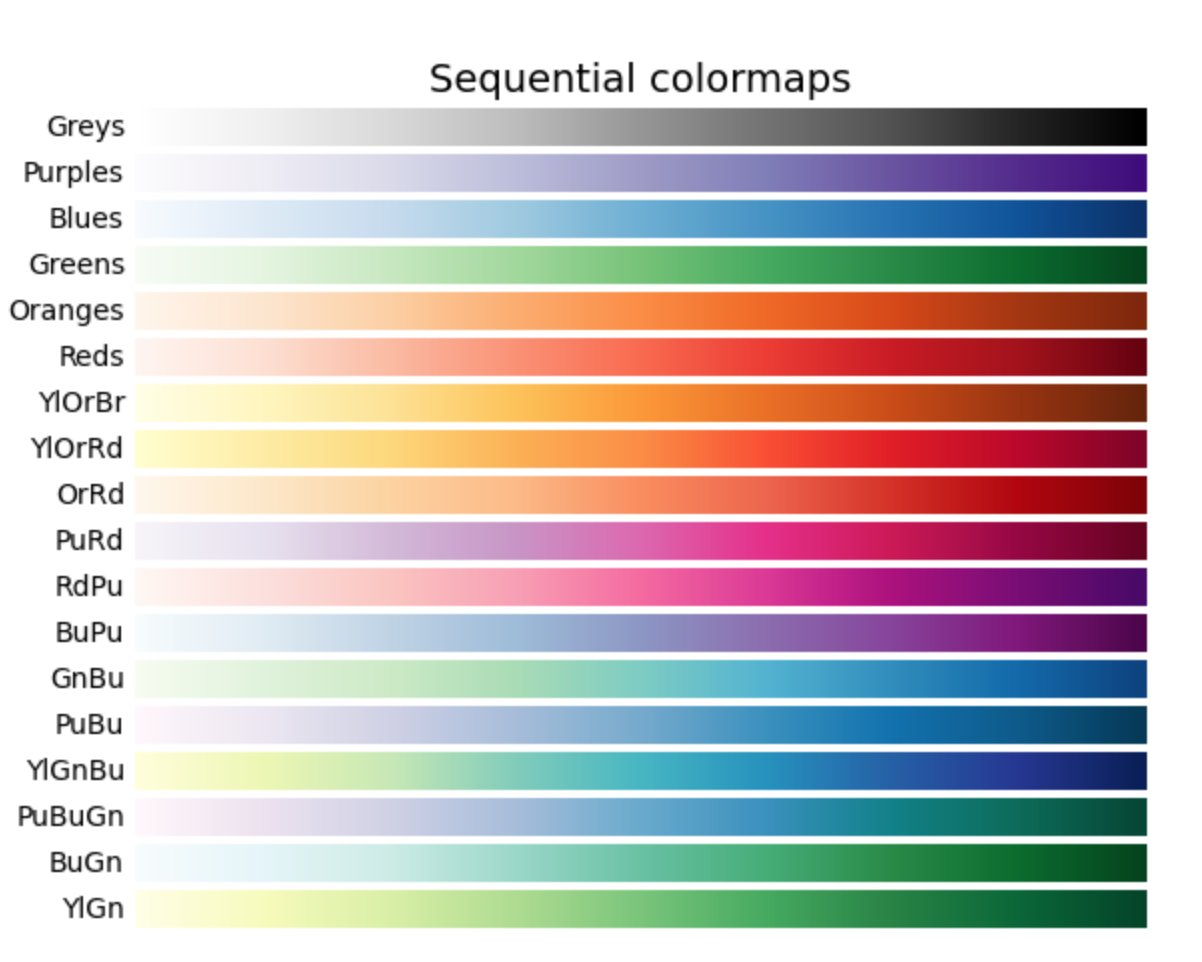 Sequential colormaps
Greys
Purples
Blues
Greens
Oranges
Reds
YlOrBr
YlOrRd
OrRd
PuRd
RdPu
BuPu
GnBu
PuBu
YlGnBu
PuBuGn
BuGn
YlGn